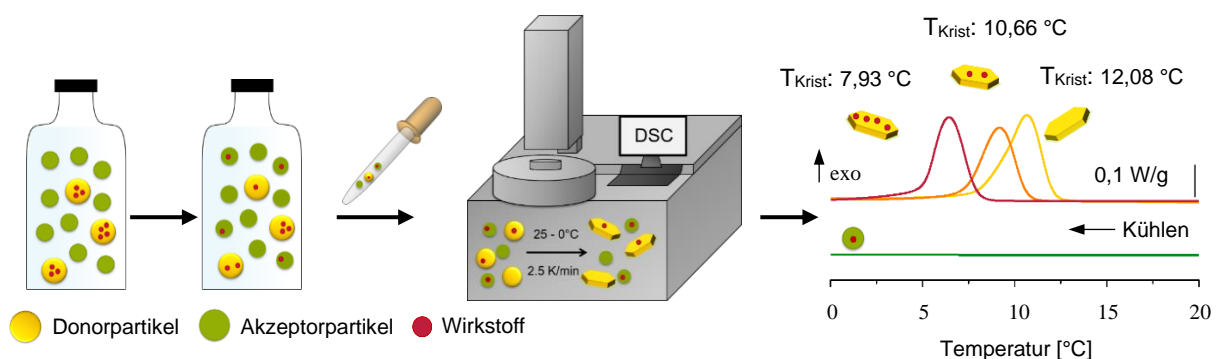 T_Krist: 10,66 °C
T_Krist: 7,93 °C
T_Krist: 12,08 °C
DSC
exo
0,1 W/g
25 - 0°C
2.5 K/min
Kühlen
0 5 10 15 20
Temperatur [°C]
Donorpartikel
Akzeptorpartikel
Wirkstoff